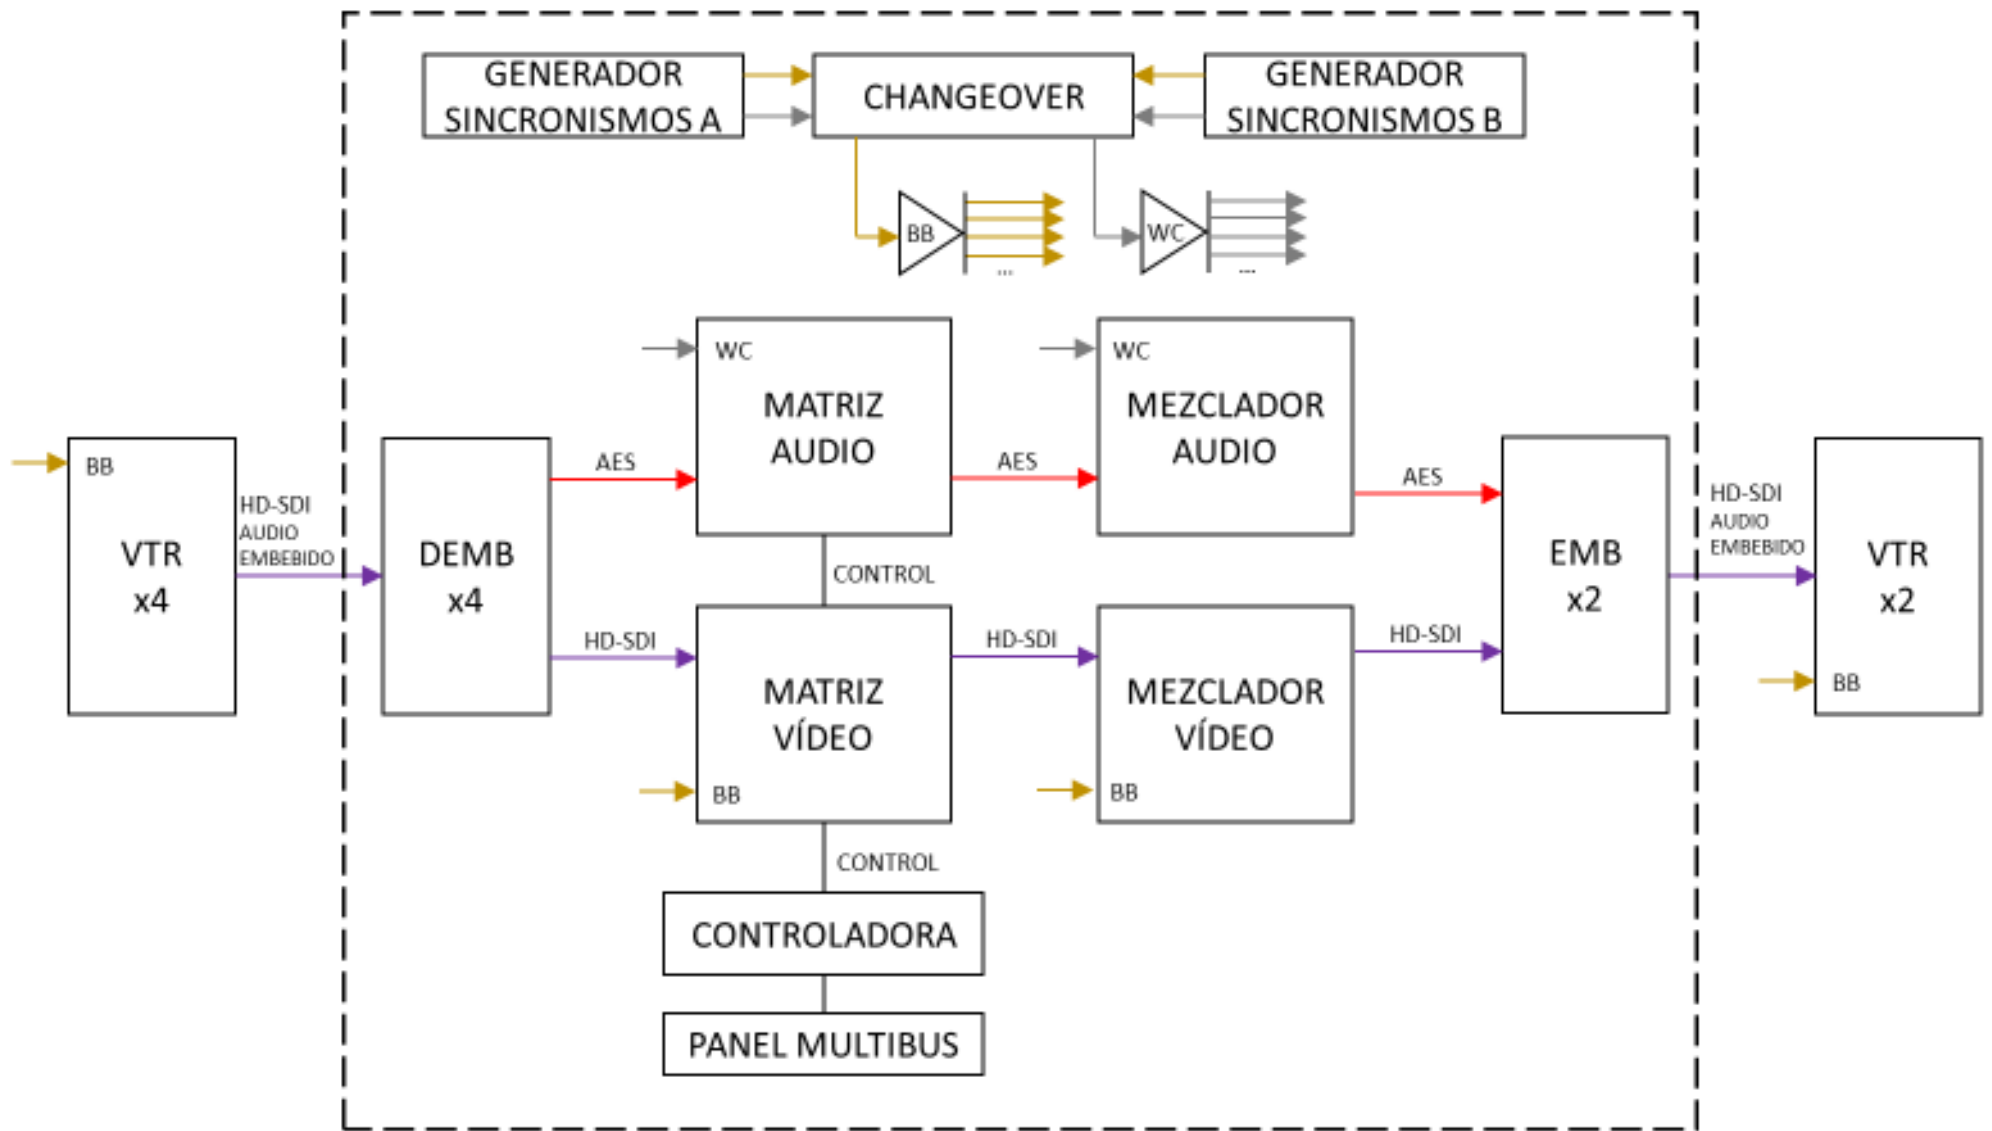 GENERADOR
SINCRONISMOS A
CHANGEOVER
GENERADOR
SINCRONISMOS B
BB
...
WC
...
WC
MATRIZ
AUDIO
WC
MEZCLADOR
AUDIO
BB
VTR
x4
HD-SDI
AUDIO
EMBEBIDO
DEMB
x4
AES
AES
AES
EMB
x2
HD-SDI
AUDIO
EMBEBIDO
VTR
x2
BB
CONTROL
HD-SDI
MATRIZ
VÍDEO
BB
HD-SDI
MEZCLADOR
VÍDEO
BB
HD-SDI
CONTROL
CONTROLADORA
PANEL MULTIBUS